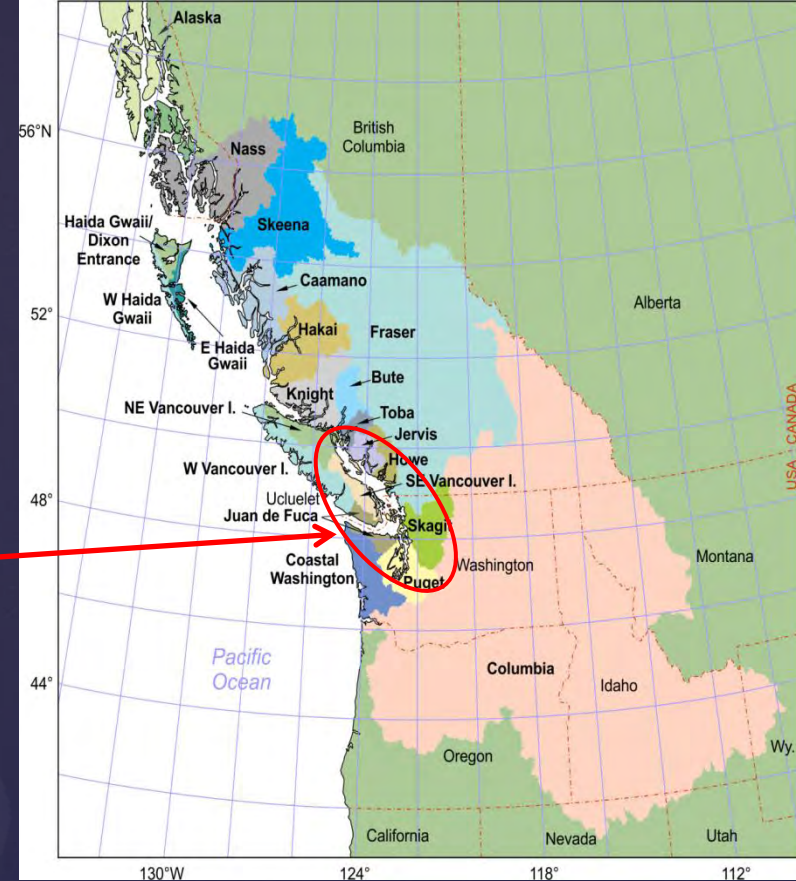 Alaska
56°N
British
Columbia
Nass
Skeena
Haida Gwaii/
Dixon
Entrance
Caamano
Alberta
W Haida
Gwaii
52°
Hakai
Fraser
E Haida
Gwaii
Bute
Knight
NE Vancouver I.
Toba
USA CANADA
Jervis
Howe
W Vancouver I.
SE Vancouver I.
48°
Ucluelet
Juan de Fuca
Skagit
Coastal
Washington
Washington
Montana
Puget
Pacific
Ocean
Columbia
Idaho
44°
Oregon
Wy.
California
Nevada
Utah
130°W
124°
118°
112°